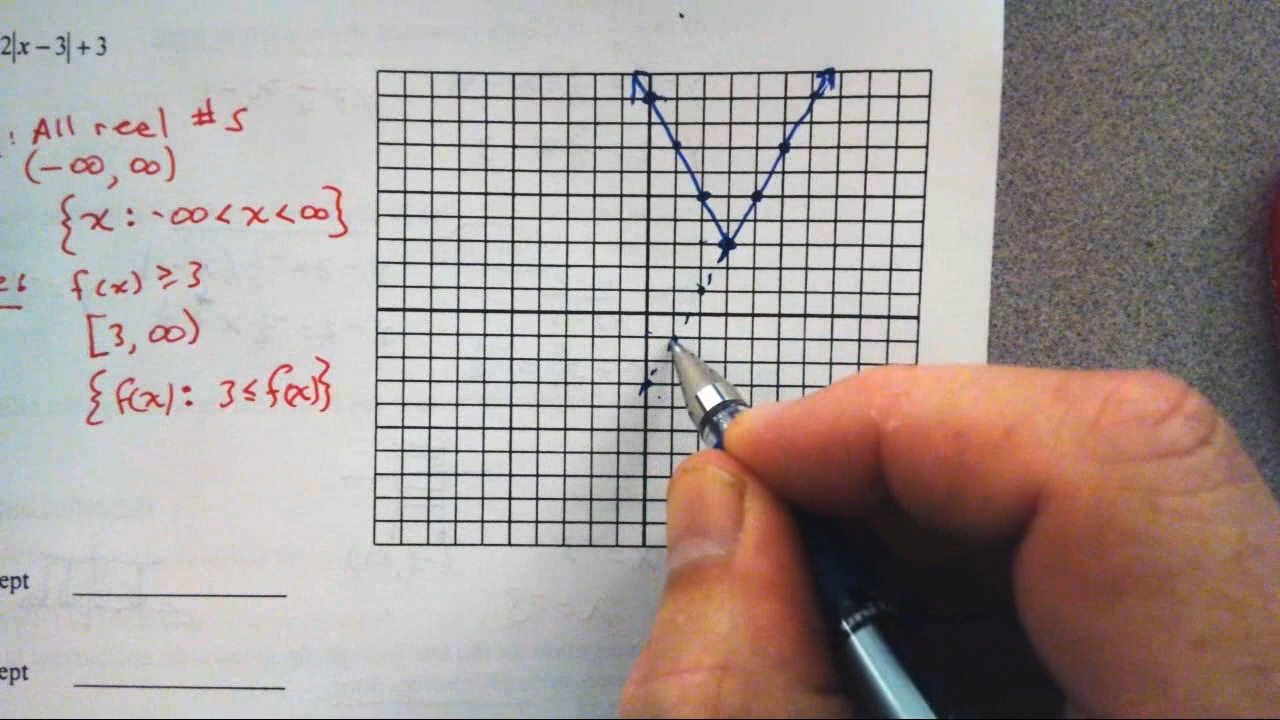 2|x − 3| + 3
: All reel #s
(-∞, ∞)
{x: -∞ < x < ∞}
f(x) ≥ 3
[3, ∞)
{f(x): 3 ≤ f(x)}
ept
ept